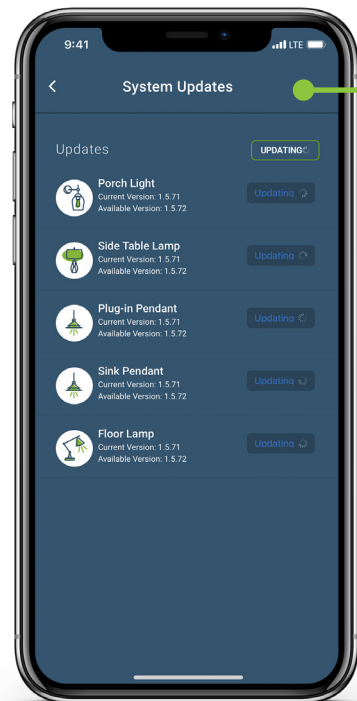 9:41
LTE
System Updates
Updates
UPDATING
Porch Light
Current Version: 1.5.71
Available Version: 1.5.72
Updating
Side Table Lamp
Current Version: 1.5.71
Available Version: 1.5.72
Updating
Plug-in Pendant
Current Version: 1.5.71
Available Version: 1.5.72
Updating
Sink Pendant
Current Version: 1.5.71
Available Version: 1.5.72
Updating
Floor Lamp
Current Version: 1.5.71
Available Version: 1.5.72
Updating